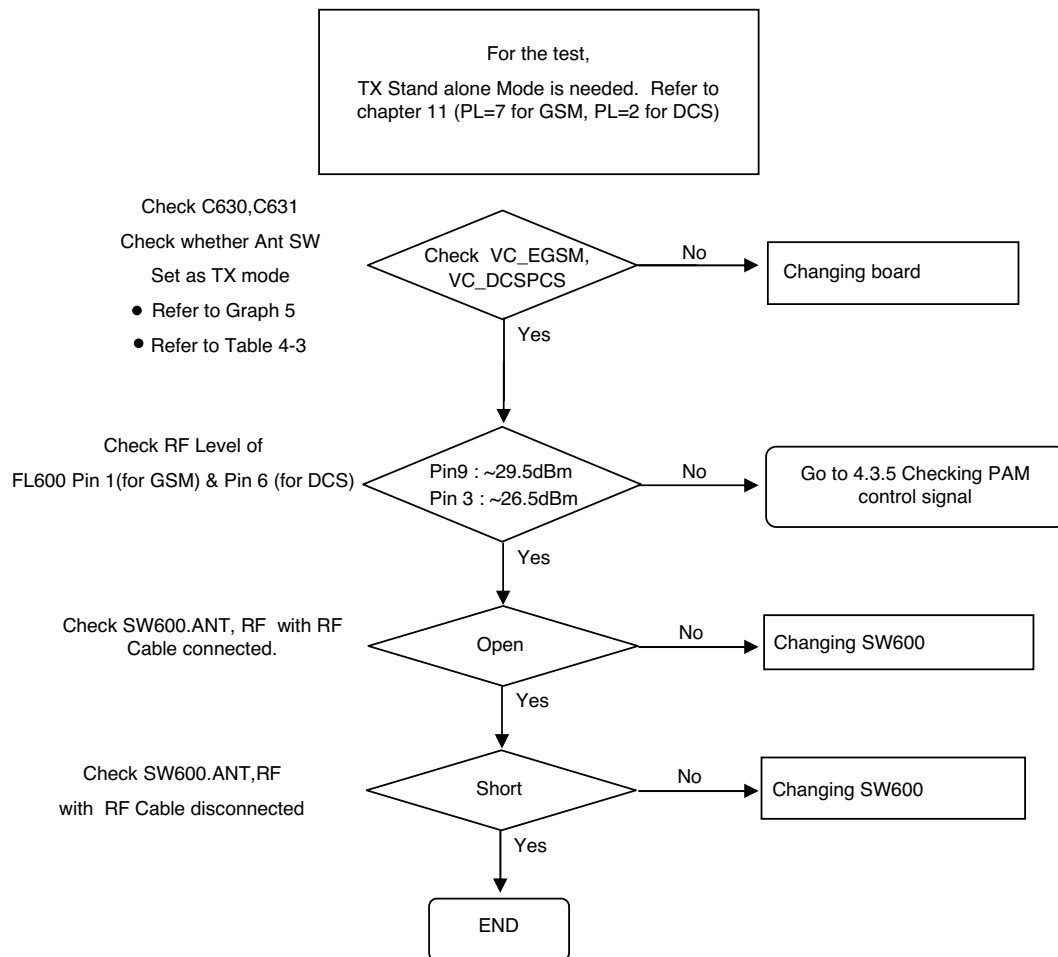 For the test,
TX Stand alone Mode is needed. Refer to
chapter 11 (PL=7 for GSM, PL=2 for DCS)
Check C630,C631
Check whether Ant SW
Set as TX mode
● Refer to Graph 5
● Refer to Table 4-3
Check VC_EGSM,
VC_DCSPCS
No
Changing board
Yes
Check RF Level of
FL600 Pin 1(for GSM) & Pin 6 (for DCS)
Pin9 : ~29.5dBm
Pin 3 : ~26.5dBm
No
Go to 4.3.5 Checking PAM
control signal
Yes
Check SW600.ANT, RF with RF
Cable connected.
Open
No
Changing SW600
Yes
Check SW600.ANT,RF
with RF Cable disconnected
Short
No
Changing SW600
Yes
END